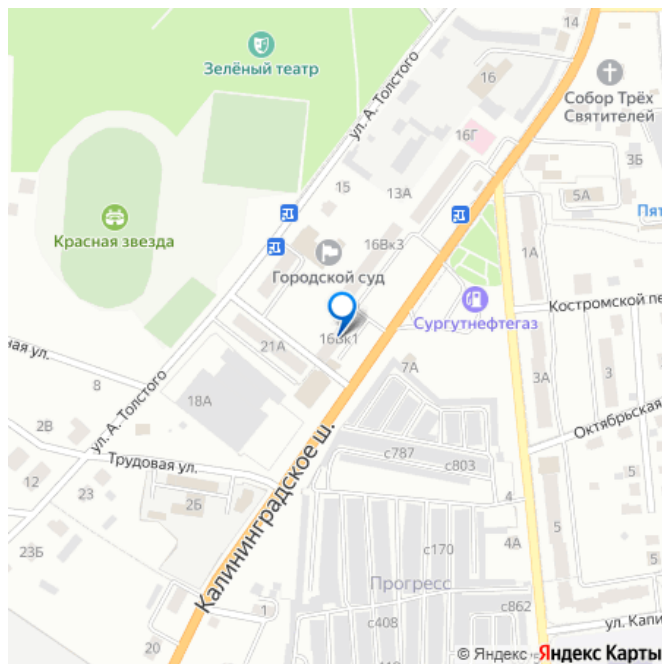 14
Зелёный театр
ул. А. Толстого
16
Собор Трёх
Святителей
16Г
3Б
15
13А
5А
Пят
Красная звезда
16Вк3
1А
Городской суд
Костромской пе
Сургутнефтегаз
16Вк1
21А
ная ул.
7А
8
18А
3А
3
ул. А. Толстого
Октябрьская
2В
Калининградское ш.
с787
с803
Трудовая ул.
12
23
2Б
4
5
5
23Б
с170
4А
Прогресс
1
с862
с408
ул. Капи
20
© Яндекс
Яндекс Карты